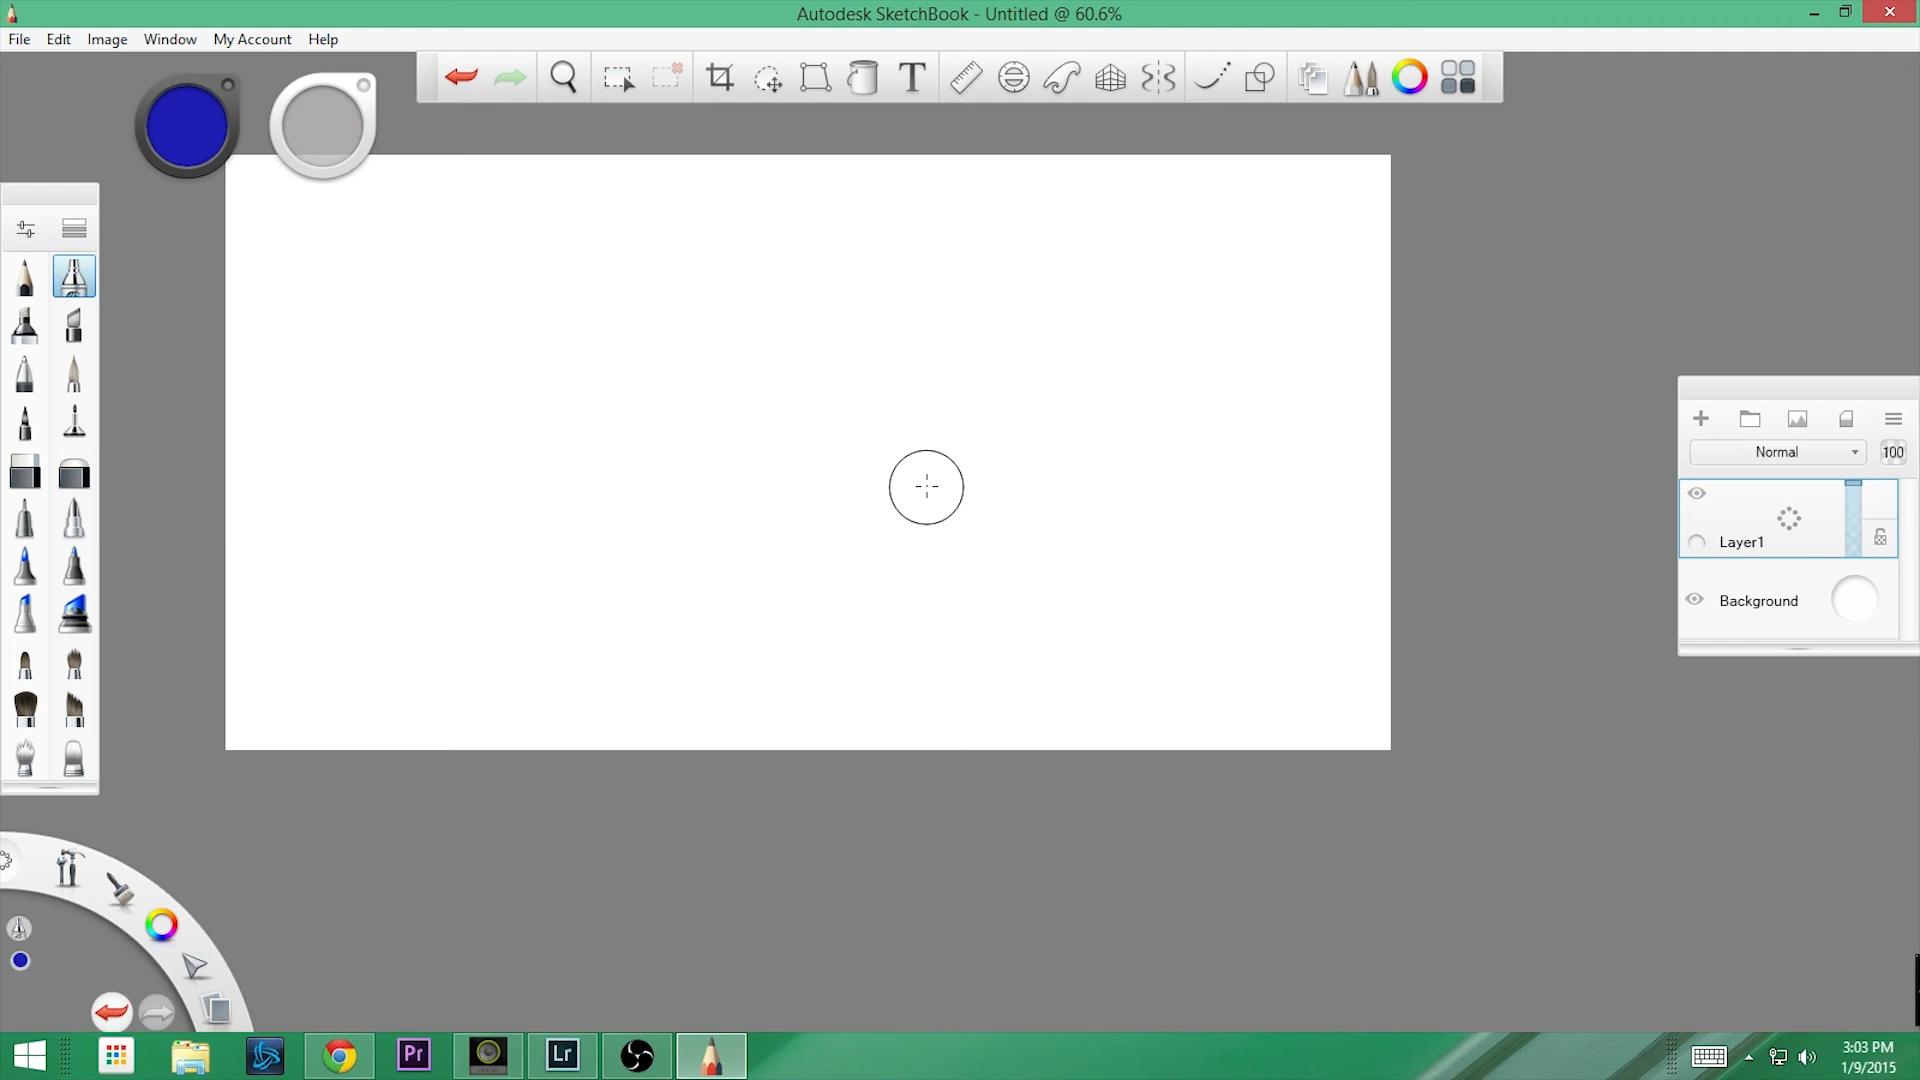 Autodesk SketchBook - Untitled @ 60.6%
File Edit Image Window My Account Help
T
Normal 100
Layer1
Background
Pr Lr
3:03 PM
1/9/2015